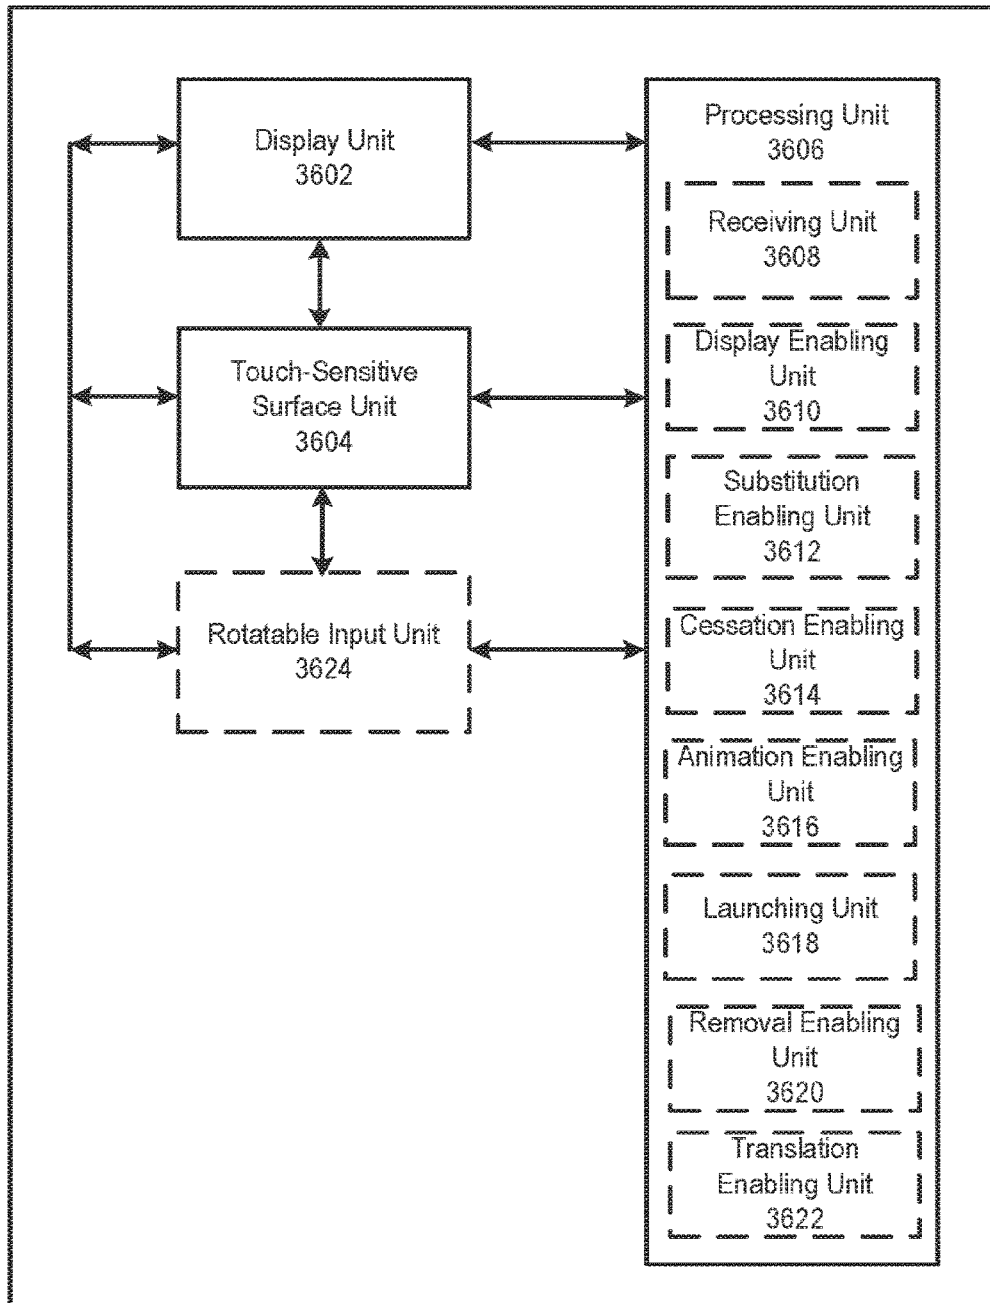 Display Unit
3602
Touch-Sensitive
Surface Unit
3604
Rotatable Input Unit
3624
Processing Unit
3606
Receiving Unit
3608
Display Enabling
Unit
3610
Substitution
Enabling Unit
3612
Cessation Enabling
Unit
3614
Animation Enabling
Unit
3616
Launching Unit
3618
Removal Enabling
Unit
3620
Translation
Enabling Unit
3622